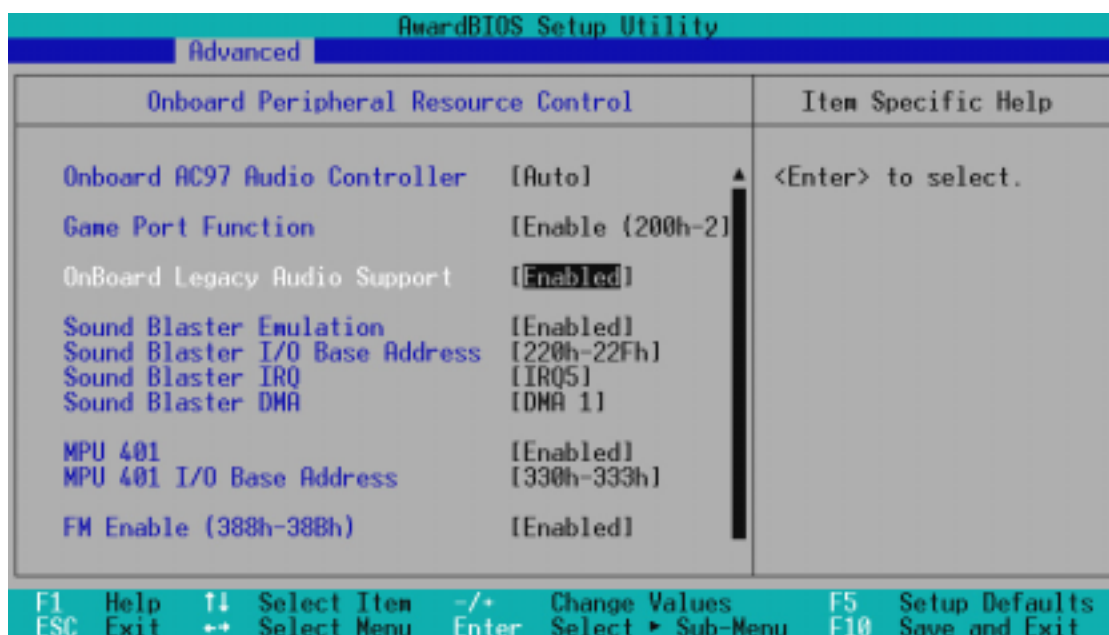 AwardBIOS Setup Utility
Advanced
Onboard Peripheral Resource Control
Item Specific Help
Onboard AC97 Audio Controller [Auto]
<Enter> to select.
Game Port Function [Enable (200h-2]
OnBoard Legacy Audio Support [Enabled]
Sound Blaster Emulation [Enabled]
Sound Blaster I/O Base Address [220h-22Fh]
Sound Blaster IRQ [IRQ5]
Sound Blaster DMA [DMA 1]
MPU 401 [Enabled]
MPU 401 I/O Base Address [330h-333h]
FM Enable (388h-38Bh) [Enabled]
F1 Help ↑↓ Select Item -/+ Change Values F5 Setup Defaults
ESC Exit ←→ Select Menu Enter Select ► Sub-Menu F10 Save and Exit